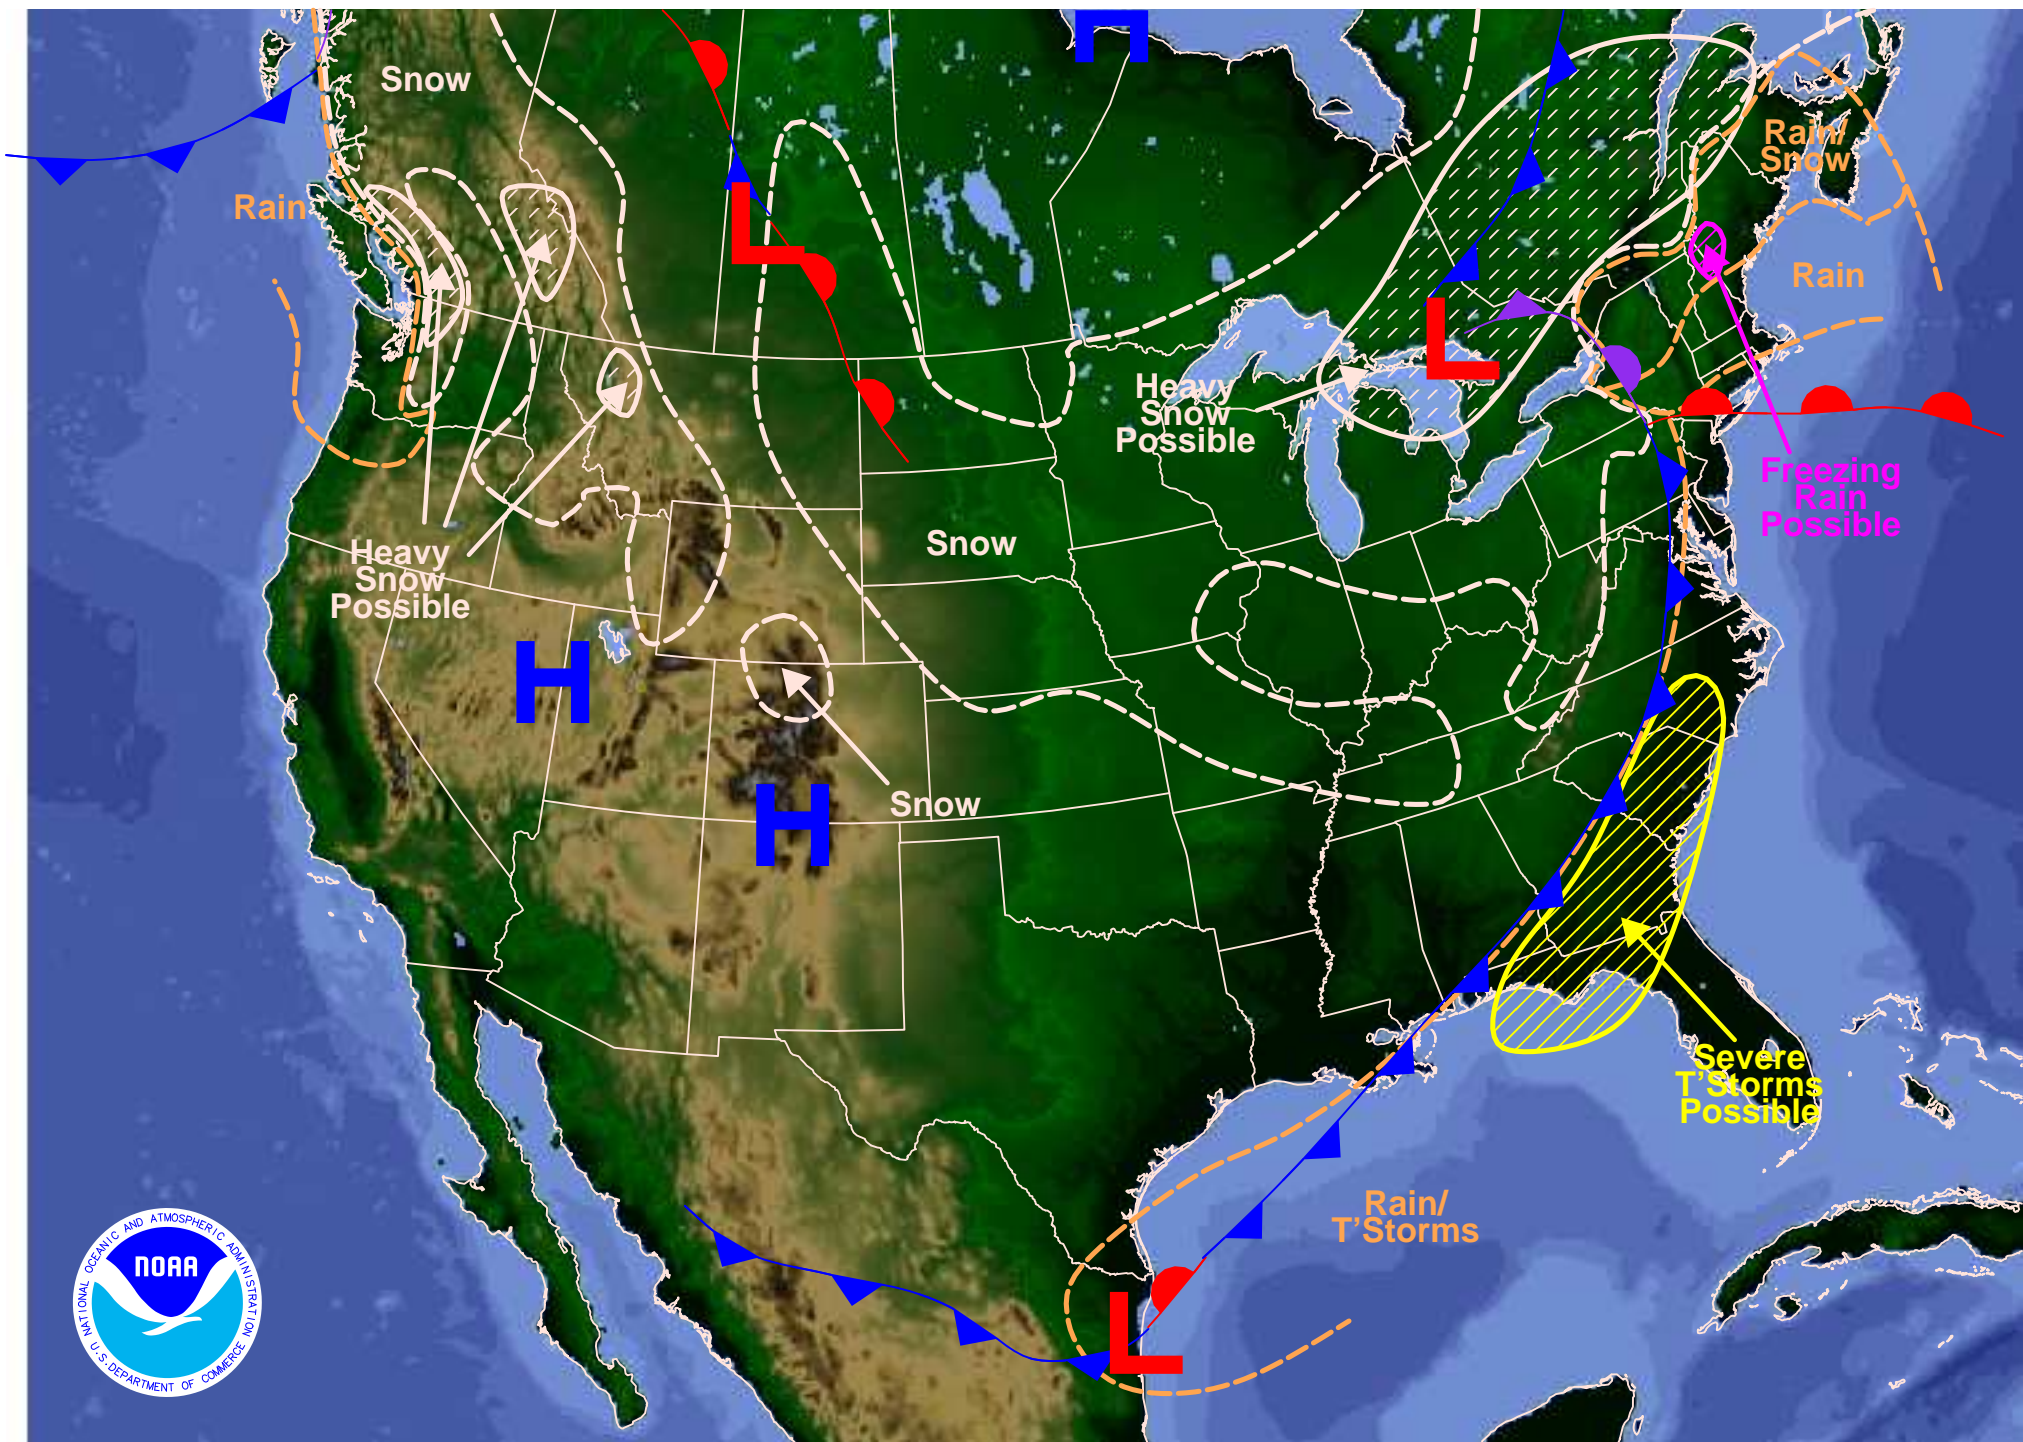 H
Snow
Rain/
Snow
L
Rain
Rain
L
Heavy
Snow
Possible
Freezing
Rain
Possible
Heavy
Snow
Possible
Snow
H
H
Snow
Severe
T'Storms
Possible
Rain/
T'Storms
L
NATIONAL OCEANIC AND ATMOSPHERIC ADMINISTRATION
NOAA
U.S. DEPARTMENT OF COMMERCE